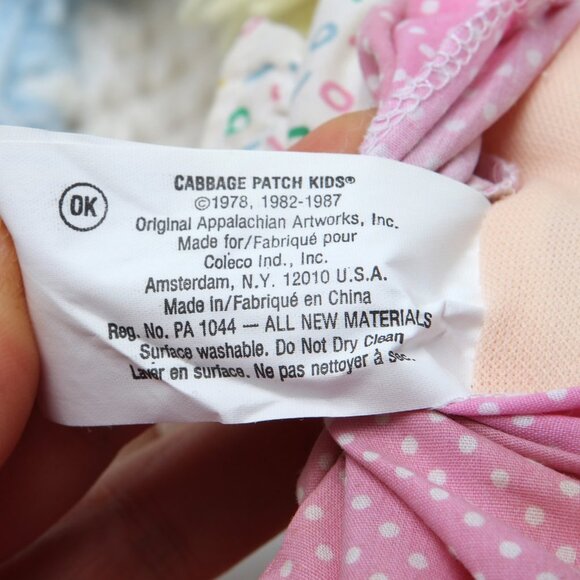 OK
CABBAGE PATCH KIDS®
©1978, 1982-1987
Original Appalachian Artworks, Inc.
Made for/Fabriqué pour
Coleco Ind., Inc.
Amsterdam, N.Y. 12010 U.S.A.
Made in/Fabriqué en China
Reg. No. PA 1044 — ALL NEW MATERIALS
Surface washable. Do Not Dry Clean
Laver en surface. Ne pas nettoyer à sec.